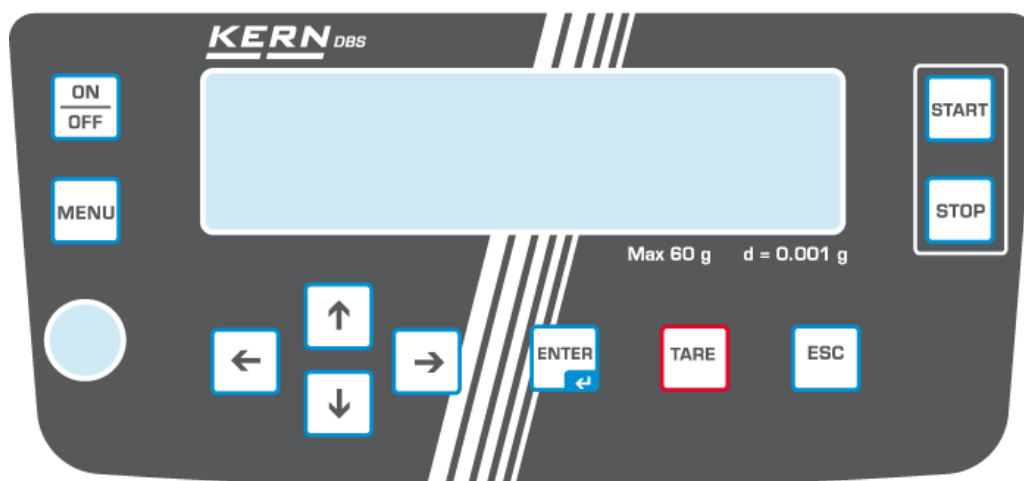 KERN DBS
ON
OFF
START
MENU
STOP
Max 60 g d = 0.001 g
↑
← → ENTER TARE ESC
↓